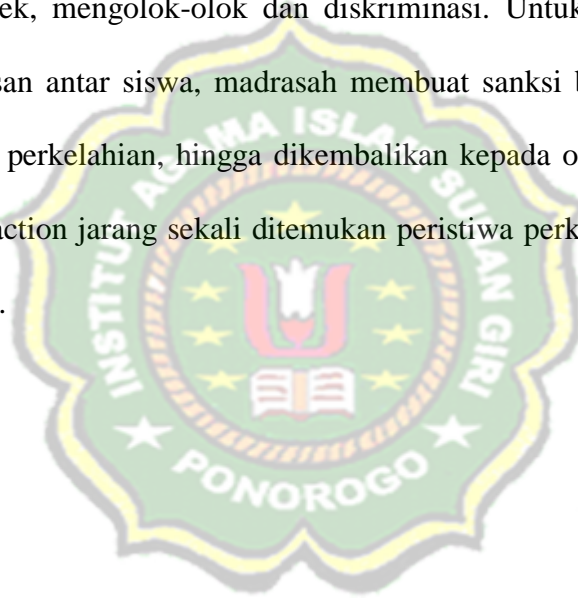 ek, mengolok-olok dan diskriminasi. Untuk
san antar siswa, madrasah membuat sanksi b
perkelahian, hingga dikembalikan kepada o
action jarang sekali ditemukan peristiwa perk
.
INSTITUT AGAMA ISLAM SUNAN GIRI
PONOROGO